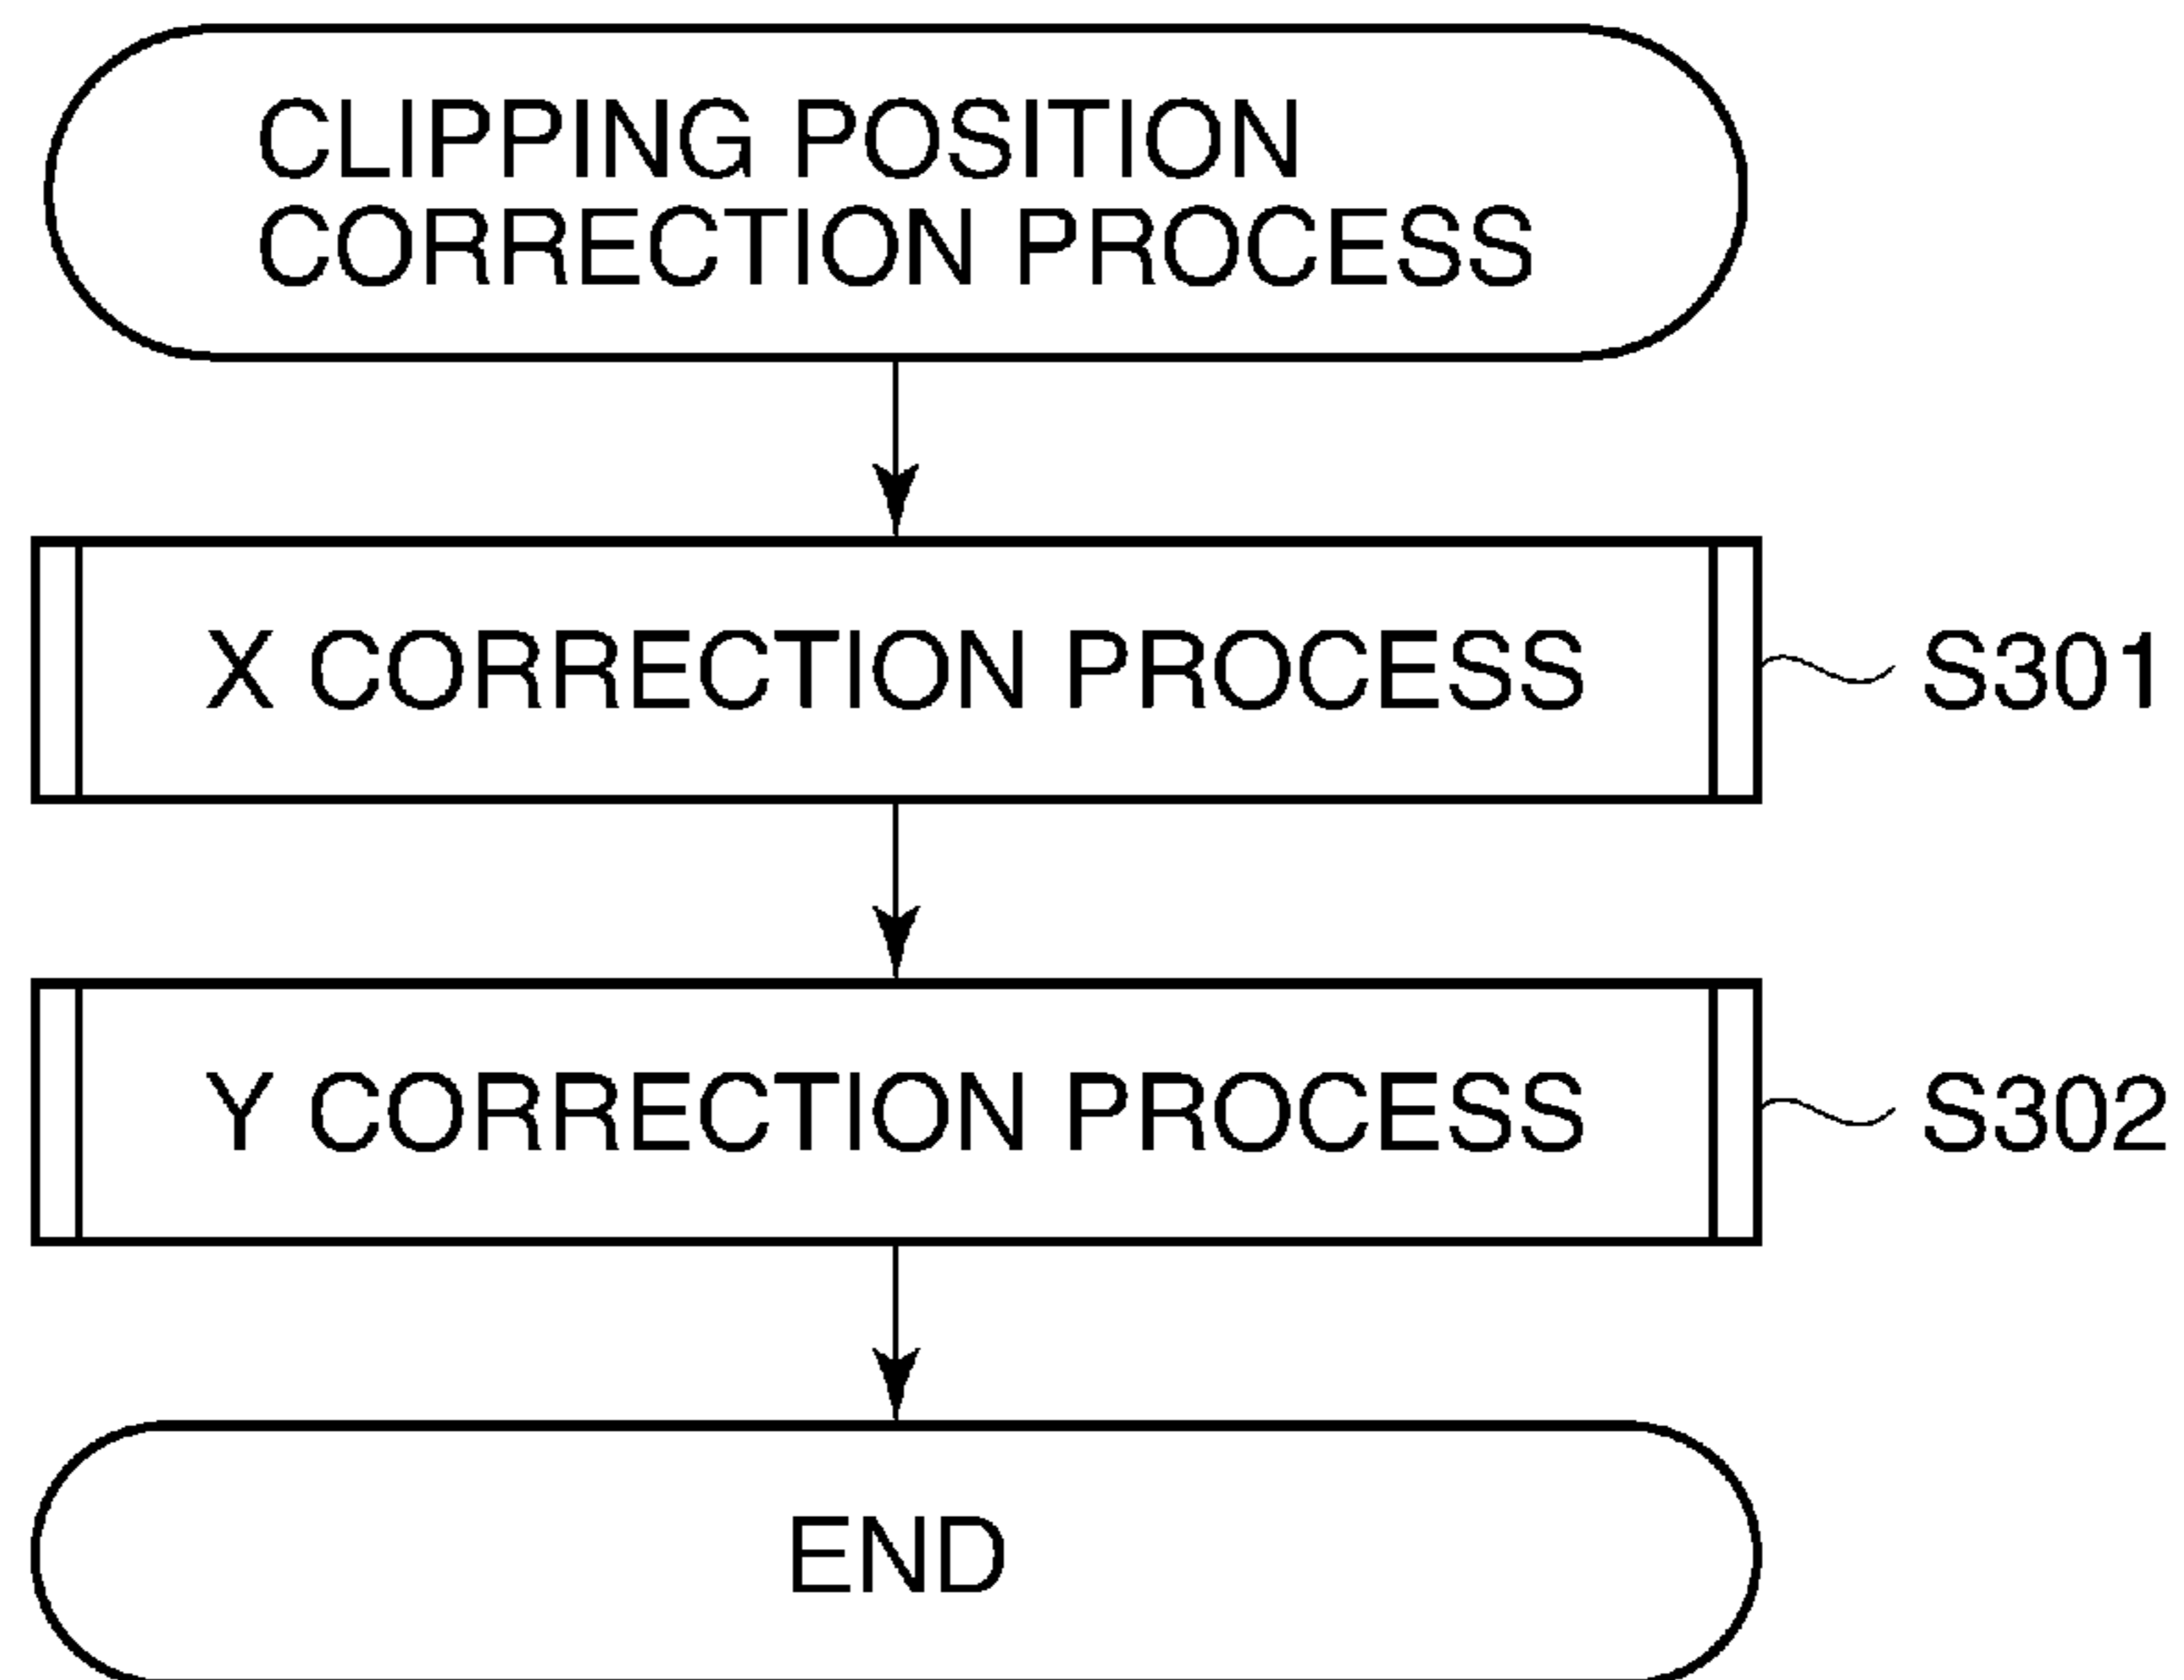 CLIPPING POSITION
CORRECTION PROCESS
X CORRECTION PROCESS
S301
Y CORRECTION PROCESS
S302
END